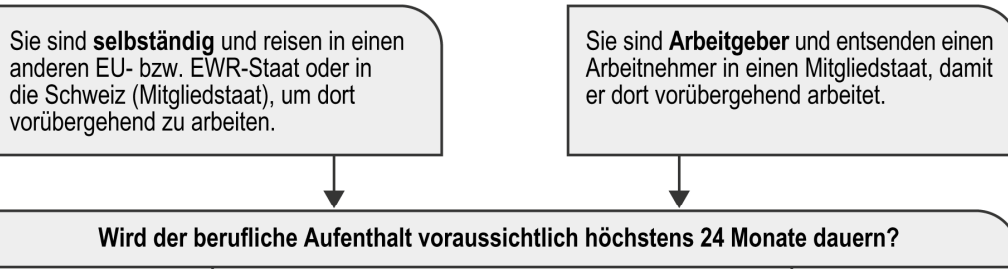 Sie sind selbständig und reisen in einen
anderen EU- bzw. EWR-Staat oder in
die Schweiz (Mitgliedstaat), um dort
vorübergehend zu arbeiten.
Sie sind Arbeitgeber und entsenden einen
Arbeitnehmer in einen Mitgliedstaat, damit
er dort vorübergehend arbeitet.
Wird der berufliche Aufenthalt voraussichtlich höchstens 24 Monate dauern?